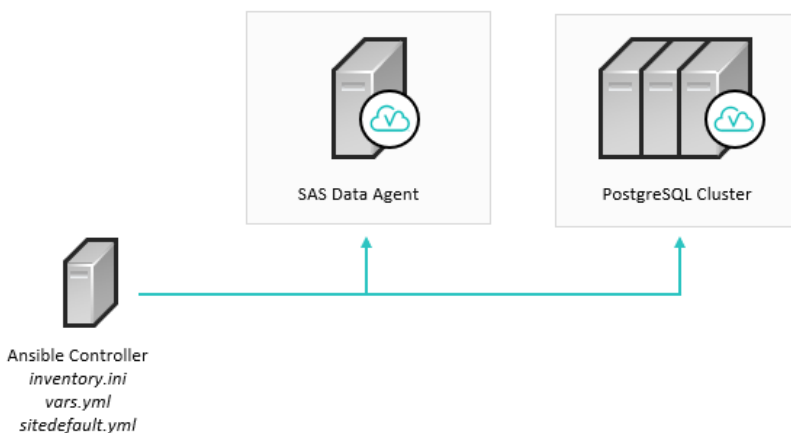 SAS Data Agent
PostgreSQL Cluster
Ansible Controller
inventory.ini
vars.yml
sitedefault.yml